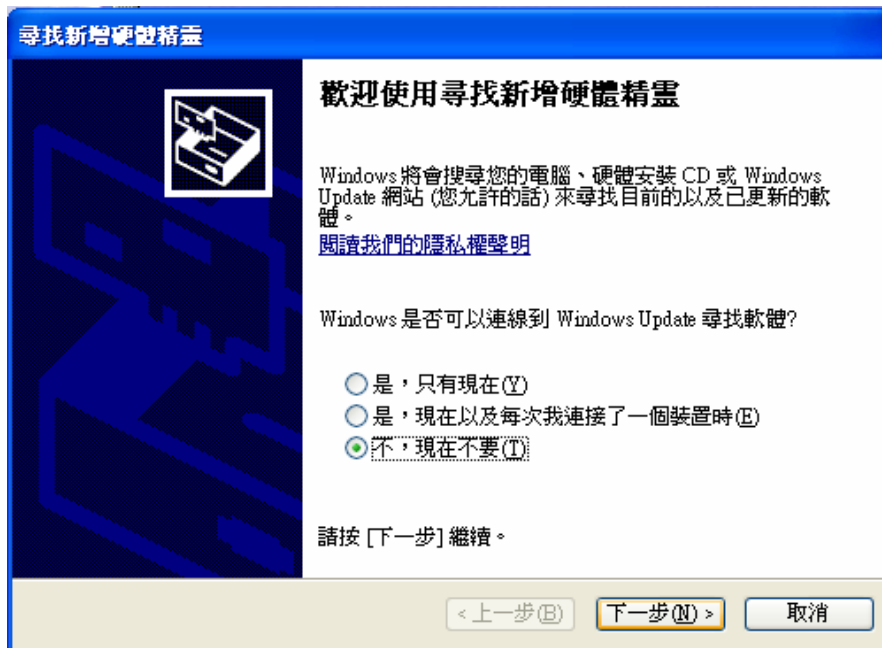 尋找新增硬體精靈
歡迎使用尋找新增硬體精靈
Windows 將會搜尋您的電腦、硬體安裝 CD 或 Windows
Update 網站 (您允許的話) 來尋找目前的以及已更新的軟
體。
閱讀我們的隱私權聲明
Windows 是否可以連線到 Windows Update 尋找軟體?
是，只有現在(Y)
是，現在以及每次我連接了一個裝置時(E)
不，現在不要(T)
請按 [下一步] 繼續。
< 上一步(B) 下一步(N) > 取消